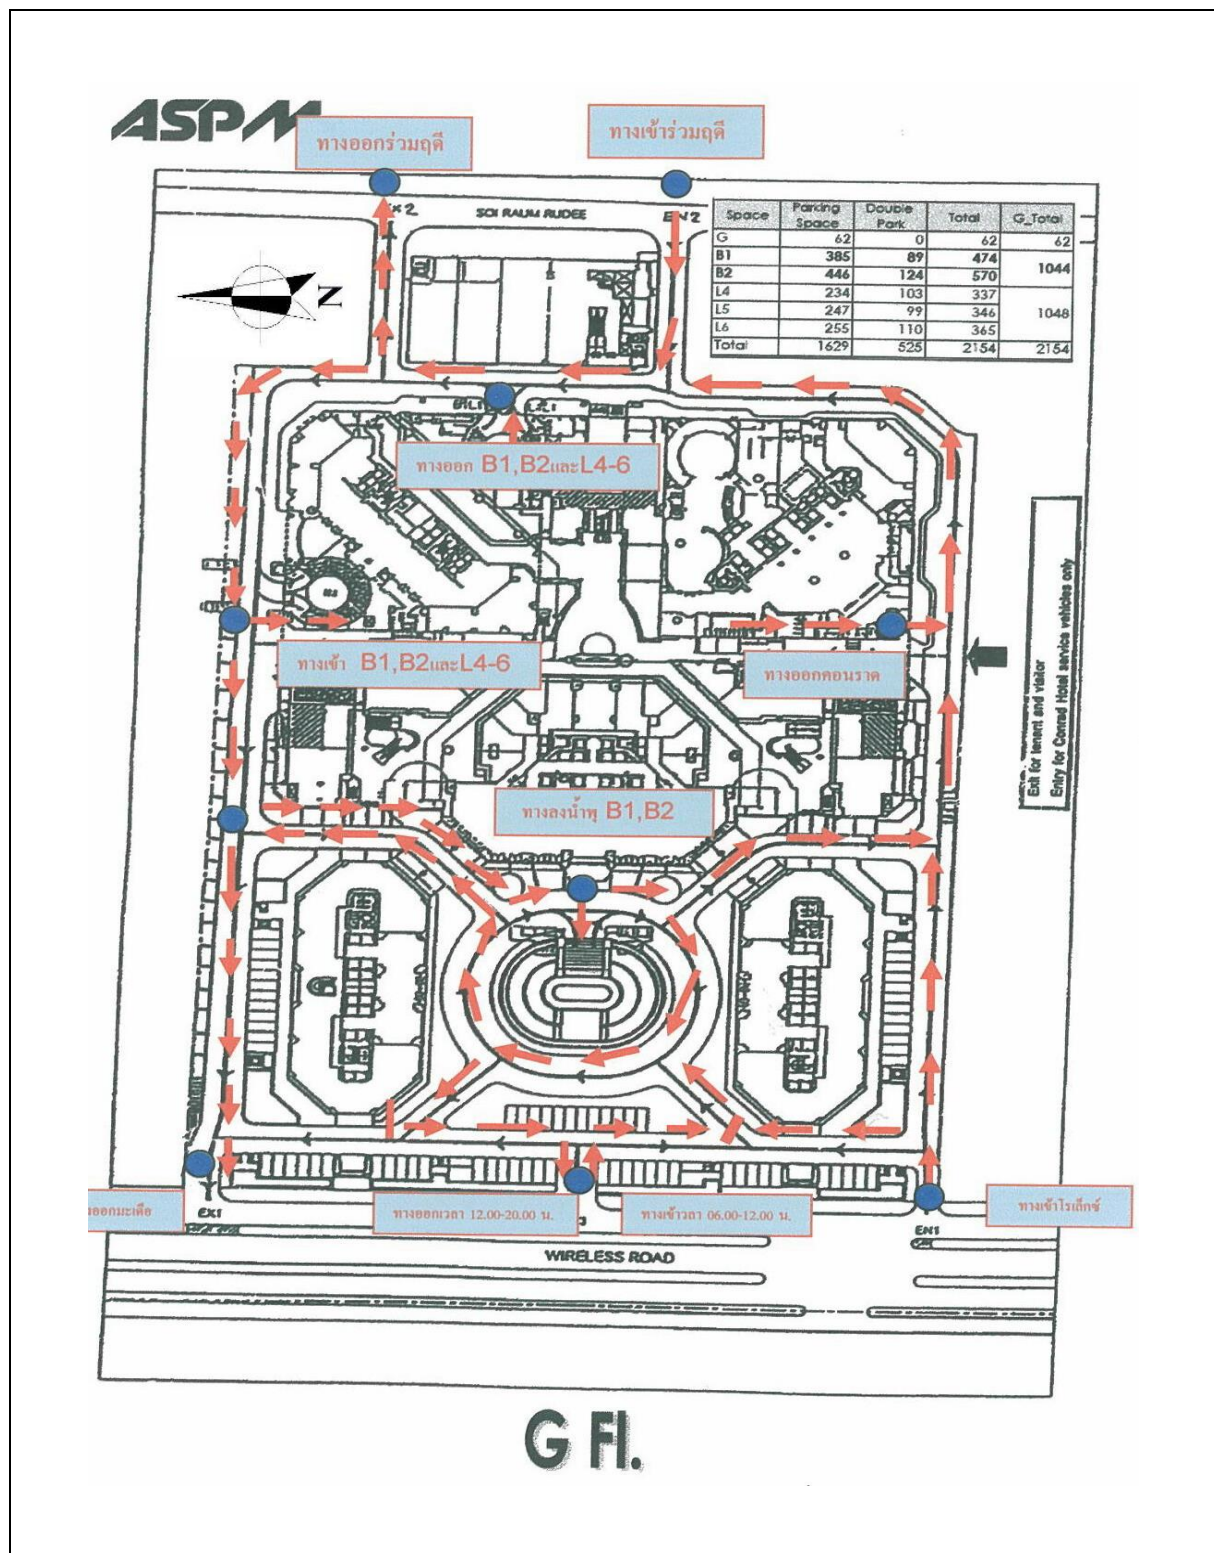 ASPM
ทางออกร่วมฤดี
ทางเข้าร่วมฤดี
EX2
SOI RAUM RUDEE
EN2
Space Parking Space Double Park Total G_Total
G 62 0 62 62
B1 385 89 474 1044
B2 446 124 570
L4 234 103 337 1048
L5 247 99 346
L6 255 110 365
Total 1629 525 2154 2154
N
ทางออก B1,B2และL4-6
ทางเข้า B1,B2และL4-6
ทางออกคอนราด
Exit for tenant and visitor
Entry for Conrad Hotel service vehicles only
ทางลงน้ำพุ B1,B2
งออกมะเดื่อ
ทางออกเวลา 12.00-20.00 น.
3
ทางเข้าเวลา 06.00-12.00 น.
ทางเข้าโรเล็กซ์
EX1
EN1
WIRELESS ROAD
G Fl.